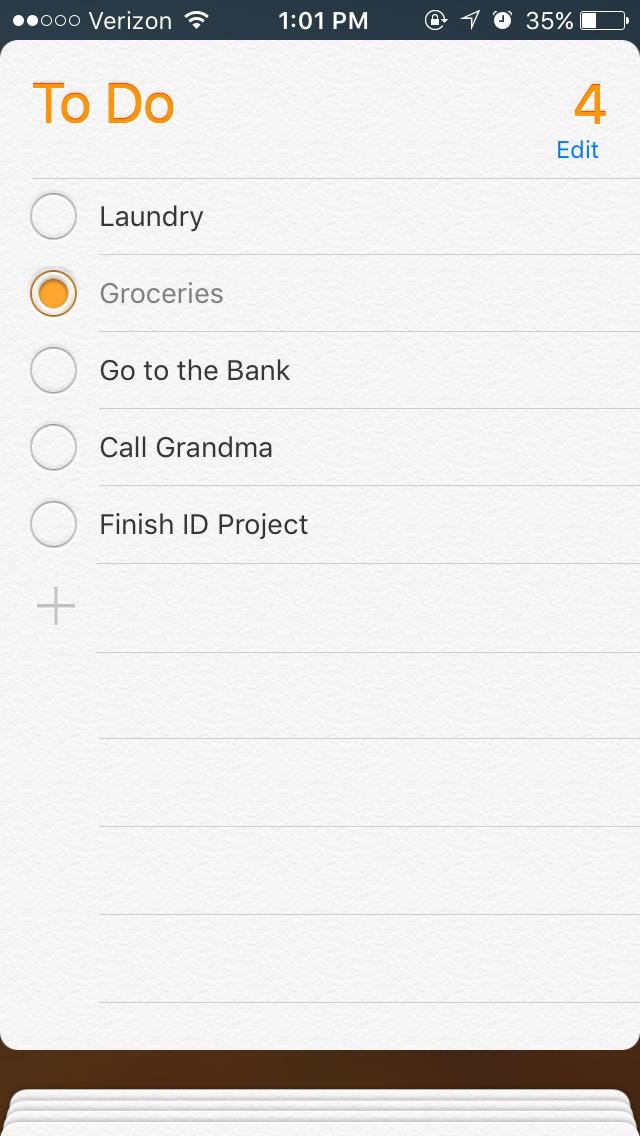 Verizon 1:01 PM 35%
To Do 4
Edit
Laundry
Groceries
Go to the Bank
Call Grandma
Finish ID Project